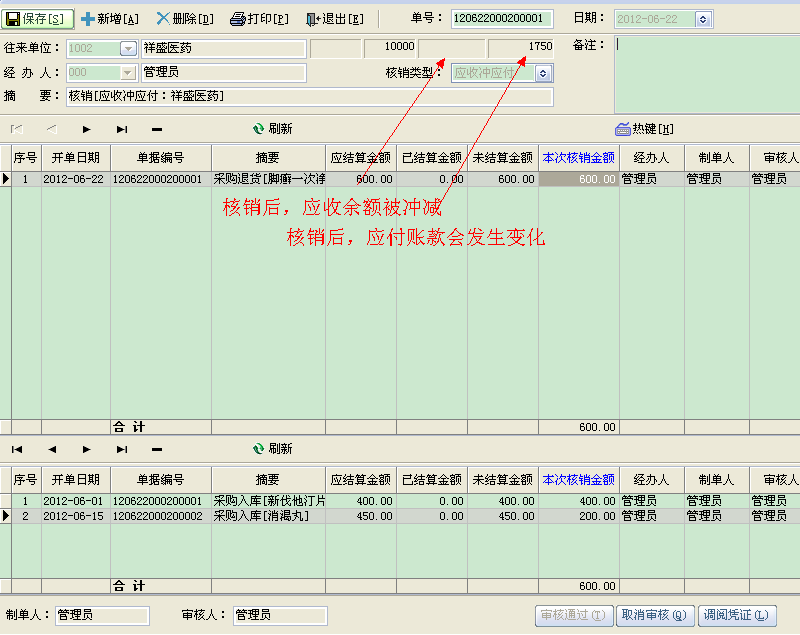 保存[S] 新增[A] 删除[D] 打印[P] 退出[E] 单号： 120622000200001 日期： 2012-06-22
往来单位： 1002 祥盛医药 10000 1750 备注：
经 办 人： 000 管理员 核销类型： 应收冲应付
摘 要： 核销[应收冲应付：祥盛医药]
刷新 热键[H]
序号 开单日期 单据编号 摘要 应结算金额 已结算金额 未结算金额 本次核销金额 经办人 制单人 审核人
1 2012-06-22 120622000200001 采购退货[脚癣一次净 600.00 0.00 600.00 600.00 管理员 管理员 管理员
核销后，应收余额被冲减
核销后，应付账款会发生变化
合 计 600.00
刷新
序号 开单日期 单据编号 摘要 应结算金额 已结算金额 未结算金额 本次核销金额 经办人 制单人 审核人
1 2012-06-01 120622000200001 采购入库[新伐他汀片 400.00 0.00 400.00 400.00 管理员 管理员 管理员
2 2012-06-15 120622000200002 采购入库[消渴丸] 450.00 0.00 450.00 200.00 管理员 管理员 管理员
合 计 600.00
制单人： 管理员 审核人： 管理员 审核通过(T) 取消审核(Q) 调阅凭证(L)